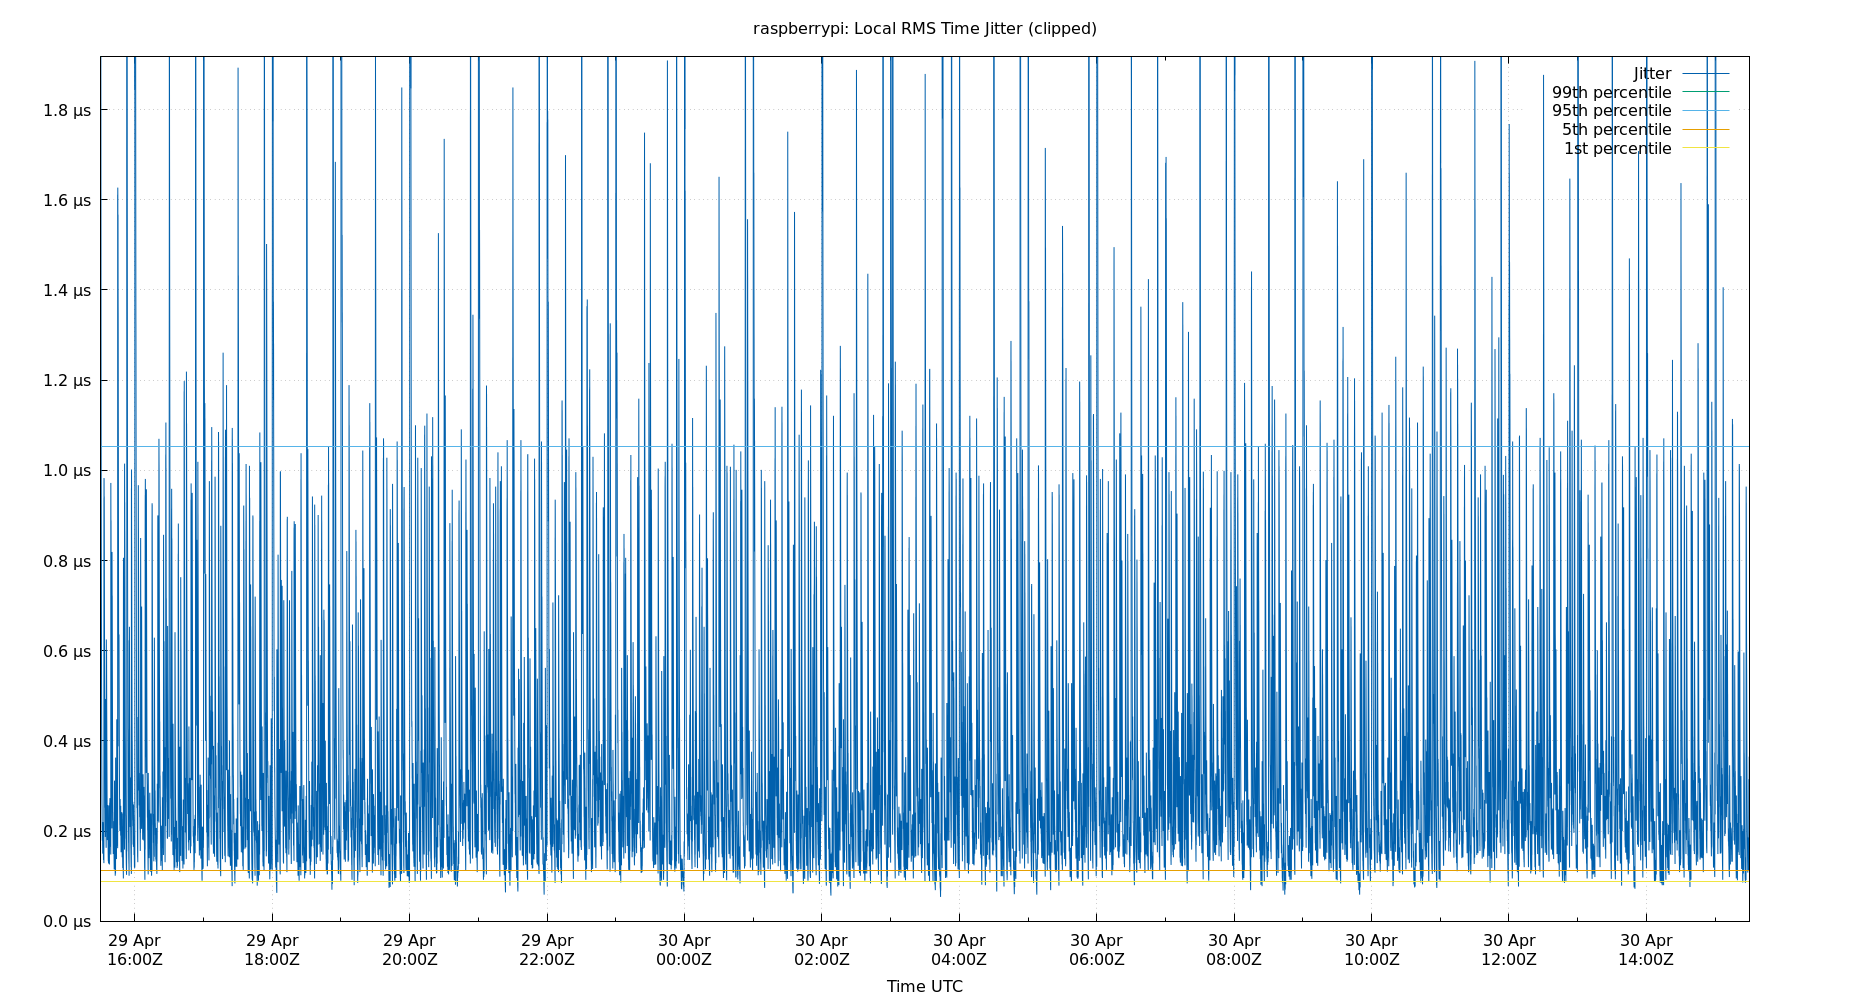 raspberrypi: Local RMS Time Jitter (clipped)
Jitter
99th percentile
95th percentile
5th percentile
1st percentile
1.8 µs
1.6 µs
1.4 µs
1.2 µs
1.0 µs
0.8 µs
0.6 µs
0.4 µs
0.2 µs
0.0 µs
29 Apr 29 Apr 29 Apr 29 Apr 30 Apr 30 Apr 30 Apr 30 Apr 30 Apr 30 Apr 30 Apr 30 Apr
16:00Z 18:00Z 20:00Z 22:00Z 00:00Z 02:00Z 04:00Z 06:00Z 08:00Z 10:00Z 12:00Z 14:00Z
Time UTC